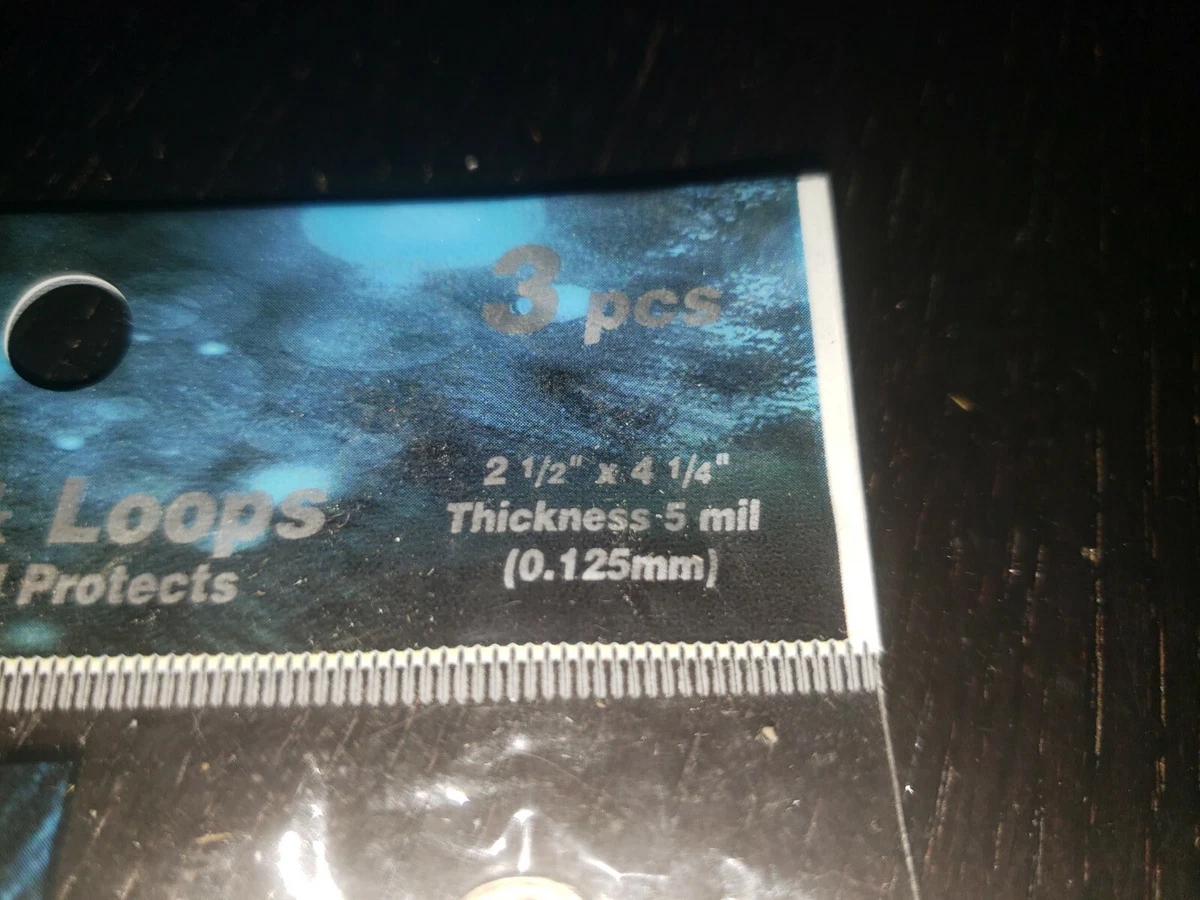 3 pcs
Loops
Protects
2 1/2" x 4 1/4"
Thickness 5 mil
(0.125mm)